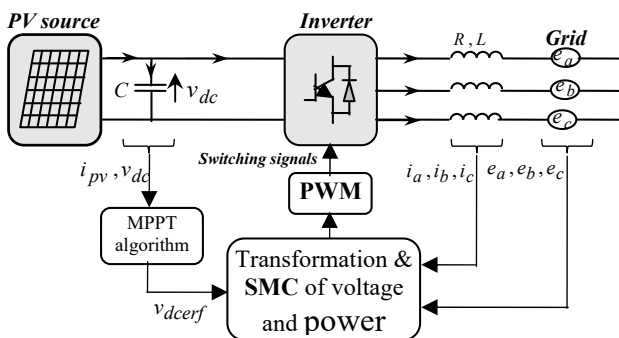 PV source
Inverter
Grid
R, L
C
v_dc
e_a
e_b
e_c
Switching signals
i_pv, v_dc
i_a, i_b, i_c
e_a, e_b, e_c
PWM
MPPT
algorithm
Transformation &
SMC of voltage
and power
v_dcerf